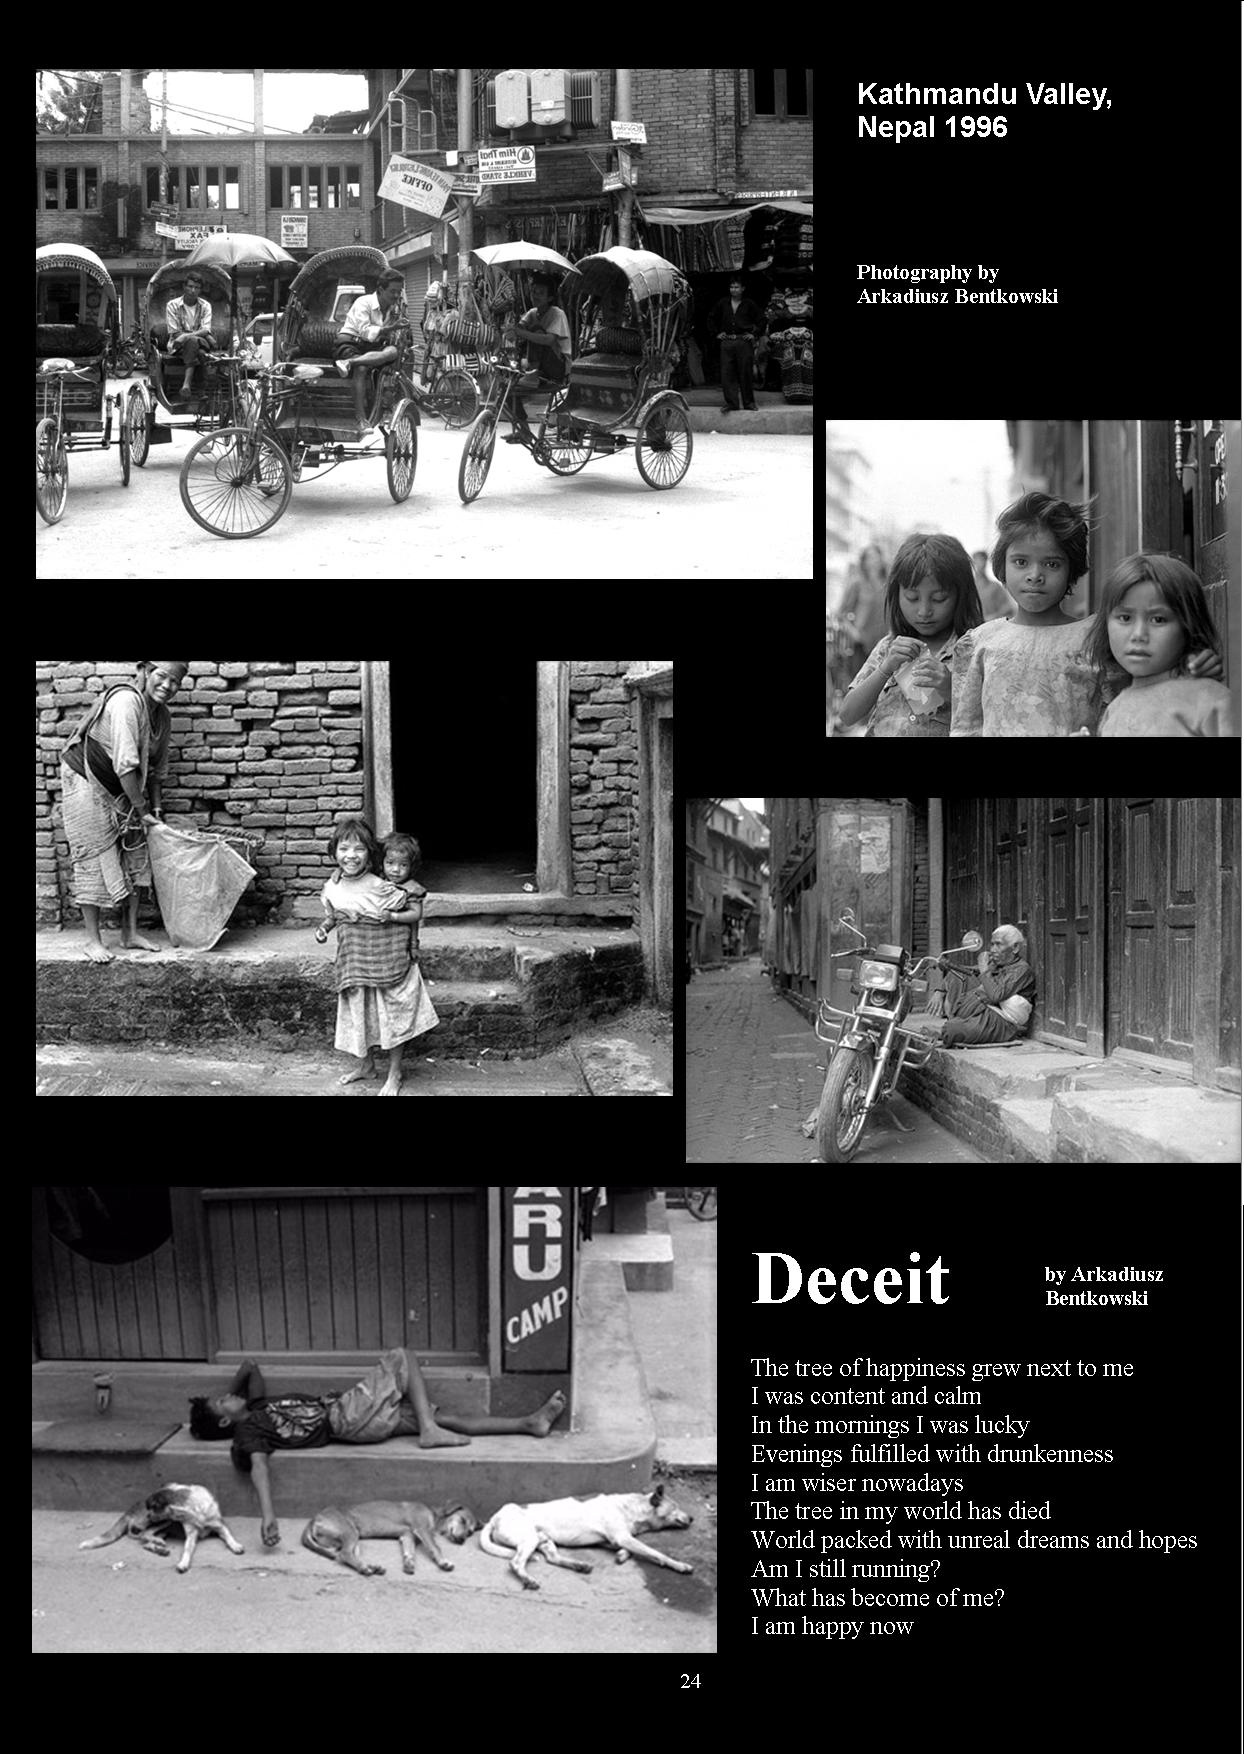 Kathmandu Valley,
Nepal 1996
Photography by
Arkadiusz Bentkowski
OFFICE
Him Thai
VEHICLE STAND
TELEPHONE
FAX
SERVICE
OPEN
ARU
CAMP
Deceit
by Arkadiusz
Bentkowski
The tree of happiness grew next to me
I was content and calm
In the mornings I was lucky
Evenings fulfilled with drunkenness
I am wiser nowadays
The tree in my world has died
World packed with unreal dreams and hopes
Am I still running?
What has become of me?
I am happy now
24